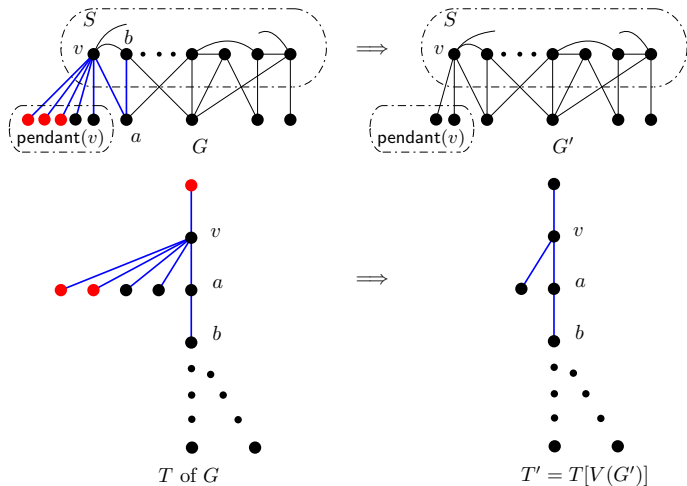 S
S
v
b
⟹
v
pendant(v)
a
G
pendant(v)
G′
v
v
a
⟹
a
b
b
T of G
T′ = T[V(G′)]